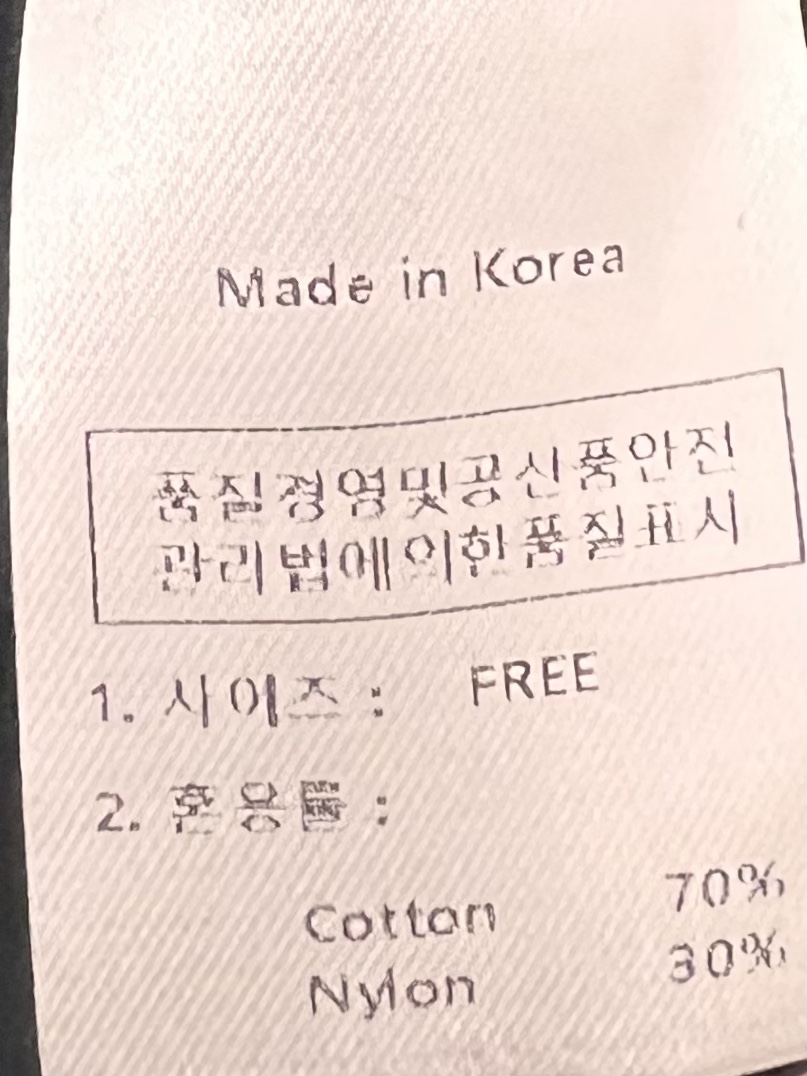 Made in Korea
품질경영및공산품안전
관리법에의한품질표시
1. 사이즈 : FREE
2. 혼용률 :
Cotton 70%
Nylon 30%